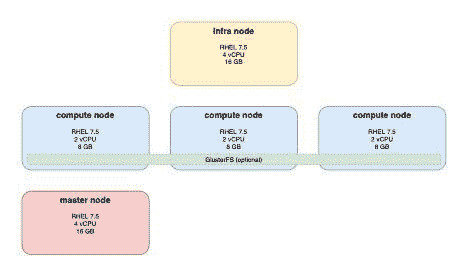 infra node
RHEL 7.5
4 vCPU
16 GB
compute node
RHEL 7.5
2 vCPU
8 GB
compute node
RHEL 7.5
2 vCPU
8 GB
compute node
RHEL 7.5
2 vCPU
8 GB
GlusterFS (optional)
master node
RHEL 7.5
4 vCPU
16 GB